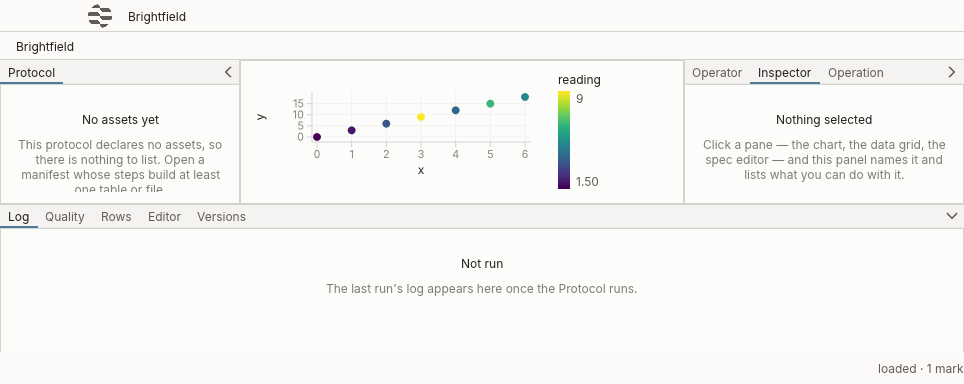 Brightfield
Brightfield
Protocol
No assets yet
This protocol declares no assets, so
there is nothing to list. Open a
manifest whose steps build at least
one table or file.
y
15
10
5
0
0 1 2 3 4 5 6
x
reading
9
1.50
Operator Inspector Operation
Nothing selected
Click a pane — the chart, the data grid, the
spec editor — and this panel names it and
lists what you can do with it.
Log Quality Rows Editor Versions
Not run
The last run's log appears here once the Protocol runs.
loaded · 1 mark